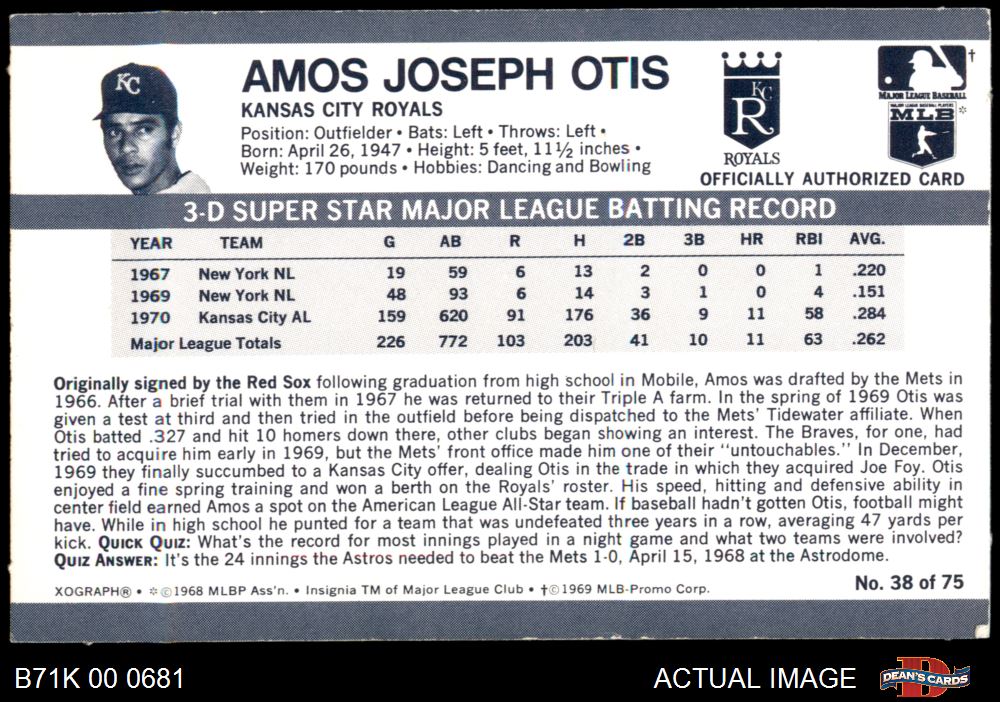 KC
AMOS JOSEPH OTIS
KANSAS CITY ROYALS
Position: Outfielder • Bats: Left • Throws: Left •
Born: April 26, 1947 • Height: 5 feet, 11½ inches •
Weight: 170 pounds • Hobbies: Dancing and Bowling
KC
R
ROYALS
†
MAJOR LEAGUE BASEBALL
MLB *
OFFICIALLY AUTHORIZED CARD
3-D SUPER STAR MAJOR LEAGUE BATTING RECORD
YEAR TEAM G AB R H 2B 3B HR RBI AVG.
1967 New York NL 19 59 6 13 2 0 0 1 .220
1969 New York NL 48 93 6 14 3 1 0 4 .151
1970 Kansas City AL 159 620 91 176 36 9 11 58 .284
Major League Totals 226 772 103 203 41 10 11 63 .262
Originally signed by the Red Sox following graduation from high school in Mobile, Amos was drafted by the Mets in
1966. After a brief trial with them in 1967 he was returned to their Triple A farm. In the spring of 1969 Otis was
given a test at third and then tried in the outfield before being dispatched to the Mets' Tidewater affiliate. When
Otis batted .327 and hit 10 homers down there, other clubs began showing an interest. The Braves, for one, had
tried to acquire him early in 1969, but the Mets' front office made him one of their "untouchables." In December,
1969 they finally succumbed to a Kansas City offer, dealing Otis in the trade in which they acquired Joe Foy. Otis
enjoyed a fine spring training and won a berth on the Royals' roster. His speed, hitting and defensive ability in
center field earned Amos a spot on the American League All-Star team. If baseball hadn't gotten Otis, football might
have. While in high school he punted for a team that was undefeated three years in a row, averaging 47 yards per
kick. QUICK QUIZ: What's the record for most innings played in a night game and what two teams were involved?
QUIZ ANSWER: It's the 24 innings the Astros needed to beat the Mets 1-0, April 15, 1968 at the Astrodome.
XOGRAPH® • *©1968 MLBP Ass'n. • Insignia TM of Major League Club • †©1969 MLB-Promo Corp.
No. 38 of 75
B71K 00 0681
ACTUAL IMAGE
DEAN'S CARDS